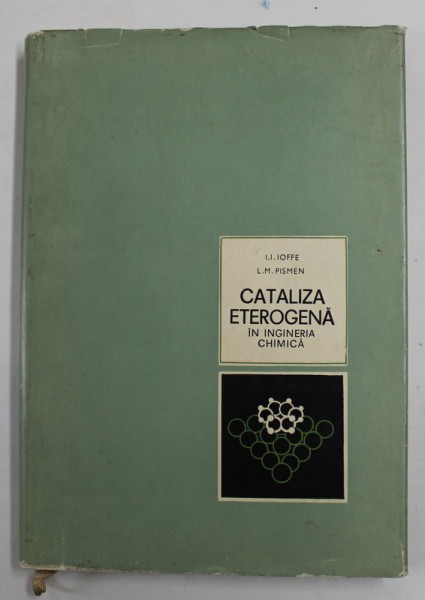 I.I. IOFFE
L.M. PISMEN
CATALIZA
ETEROGENĂ
ÎN INGINERIA
CHIMICĂ